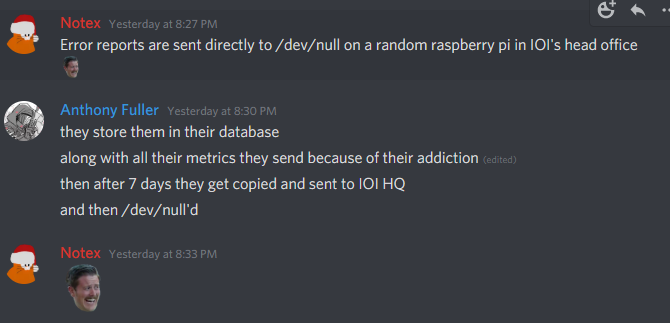 Notex Yesterday at 8:27 PM
Error reports are sent directly to /dev/null on a random raspberry pi in IOI's head office
Anthony Fuller Yesterday at 8:30 PM
they store them in their database
along with all their metrics they send because of their addiction (edited)
then after 7 days they get copied and sent to IOI HQ
and then /dev/null'd
Notex Yesterday at 8:33 PM